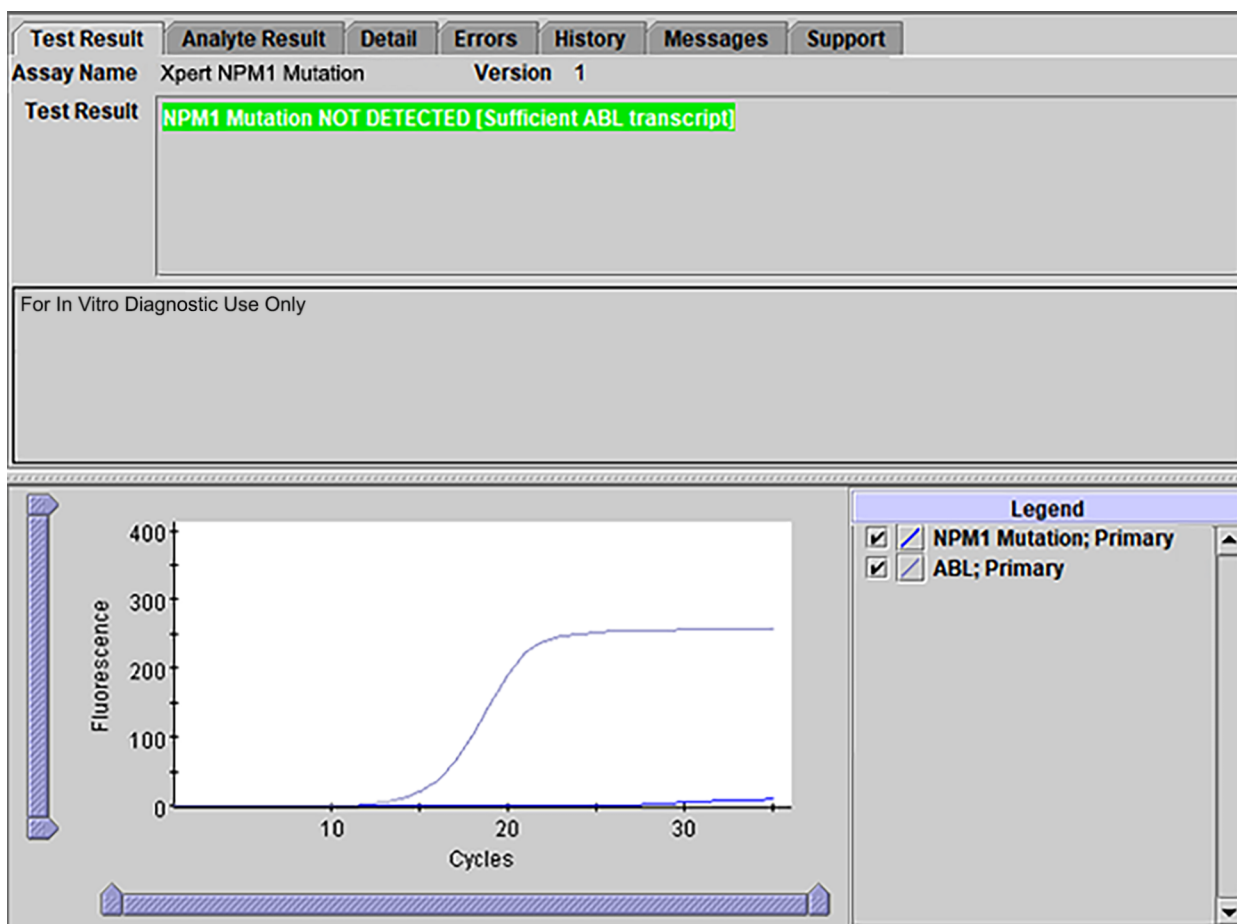 Test Result Analyte Result Detail Errors History Messages Support
Assay Name Xpert NPM1 Mutation Version 1
Test Result NPM1 Mutation NOT DETECTED [Sufficient ABL transcript]
For In Vitro Diagnostic Use Only
400
300
200
100
0
Fluorescence
10 20 30
Cycles
Legend
NPM1 Mutation; Primary
ABL; Primary